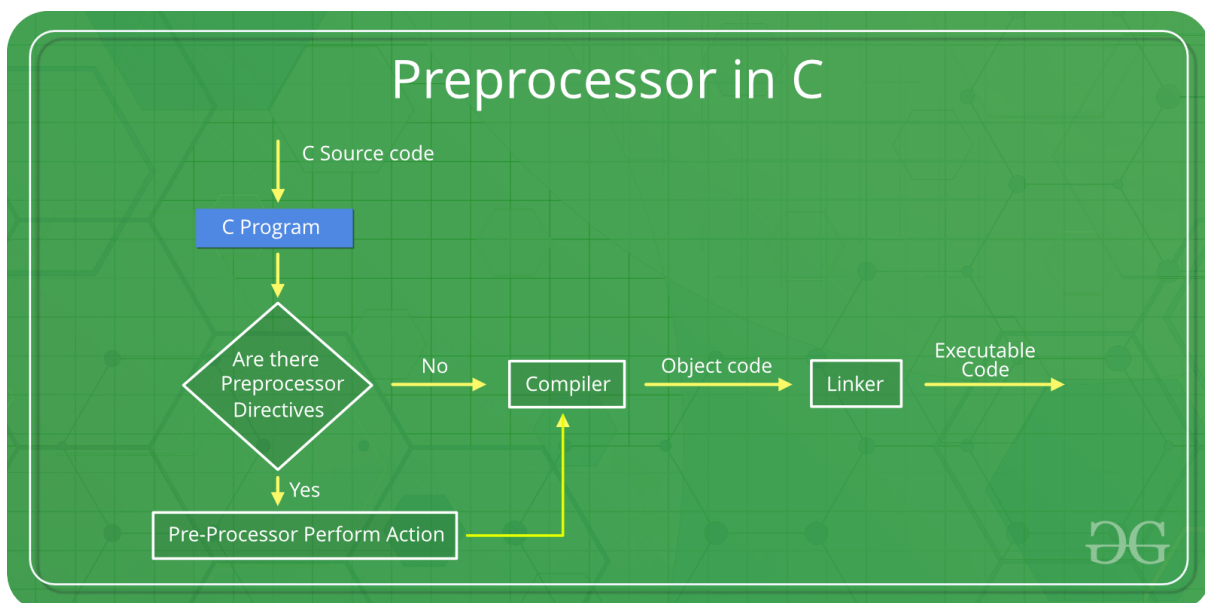 Preprocessor in C
C Source code
C Program
Are there
Preprocessor
Directives
No
Compiler
Object code
Linker
Executable
Code
Yes
Pre-Processor Perform Action